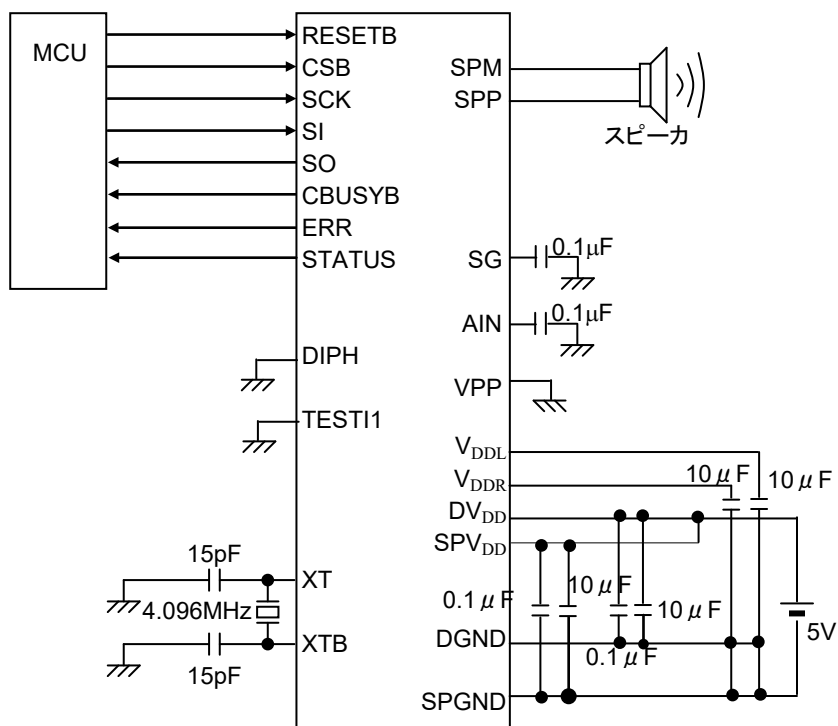 MCU
RESETB
CSB
SCK
SI
SO
CBUSYB
ERR
STATUS
DIPH
TESTI1
15pF
XT
4.096MHz
XTB
15pF
SPM
SPP
スピーカ
SG
0.1μF
AIN
0.1μF
VPP
VDDL
VDDR
10μF
10μF
DVDD
SPVDD
0.1μF
10μF
10μF
0.1μF
DGND
5V
SPGND